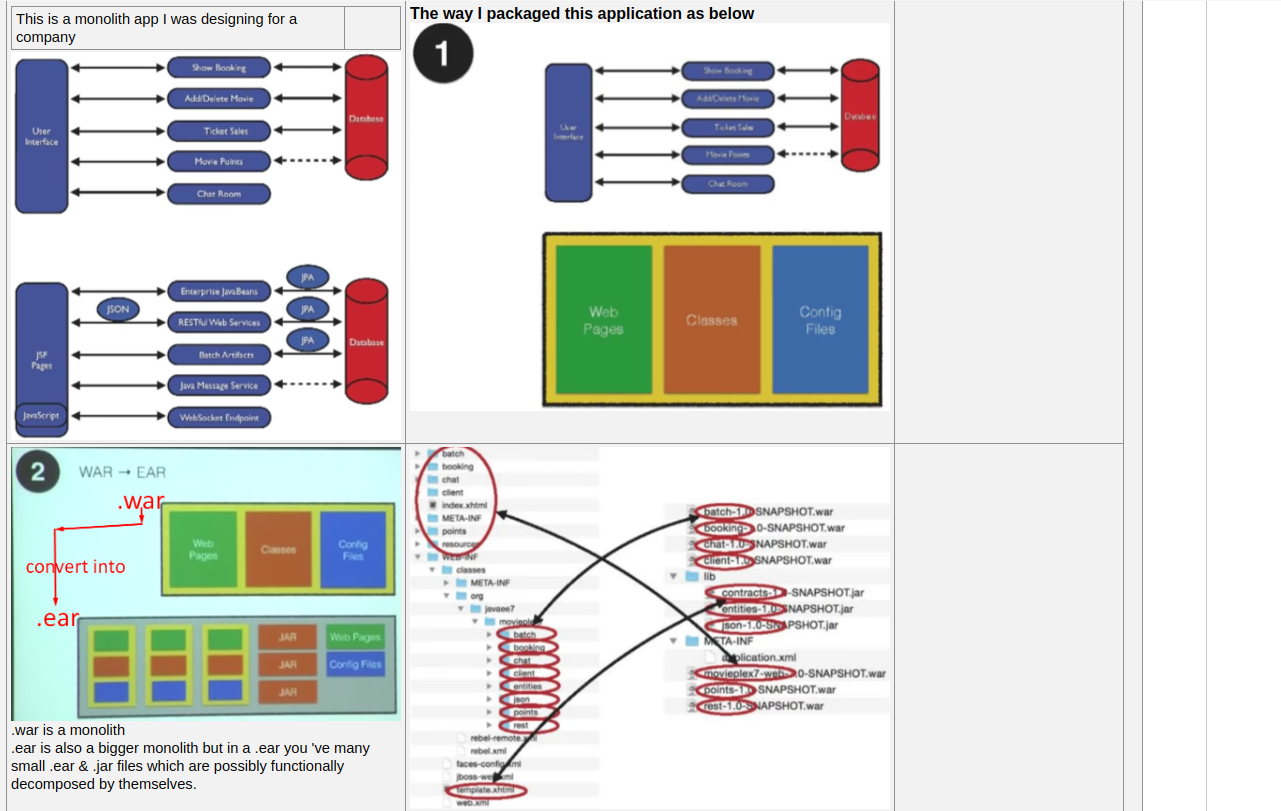 This is a monolith app I was designing for a
company
Show Booking
Add/Delete Movie
User
Interface
Ticket Sales
Database
Movie Points
Chat Room
JPA
Enterprise JavaBeans
JSON
JPA
RESTful Web Services
JPA
JSF
Pages
Batch Artifacts
Database
Java Message Service
JavaScript
WebSocket Endpoint
The way I packaged this application as below
1
Show Booking
Add/Delete Movie
User
Interface
Ticket Sales
Database
Movie Points
Chat Room
Web
Pages
Classes
Config
Files
2
WAR → EAR
.war
Web
Pages
Classes
Config
Files
convert into
.ear
JAR
Web Pages
JAR
Config Files
JAR
.war is a monolith
.ear is also a bigger monolith but in a .ear you 've many
small .ear & .jar files which are possibly functionally
decomposed by themselves.
batch
booking
chat
client
index.xhtml
META-INF
points
resources
WEB-INF
classes
META-INF
org
javaee7
batch
booking
chat
client
entities
json
points
rest
rebel-remote.xml
rebel.xml
faces-config.xml
jboss-web.xml
template.xhtml
web.xml
batch-1.0-SNAPSHOT.war
booking-1.0-SNAPSHOT.war
chat-1.0-SNAPSHOT.war
client-1.0-SNAPSHOT.war
lib
contracts-1.0-SNAPSHOT.jar
entities-1.0-SNAPSHOT.jar
json-1.0-SNAPSHOT.jar
META-INF
application.xml
movieplex7-web-1.0-SNAPSHOT.war
points-1.0-SNAPSHOT.war
rest-1.0-SNAPSHOT.war